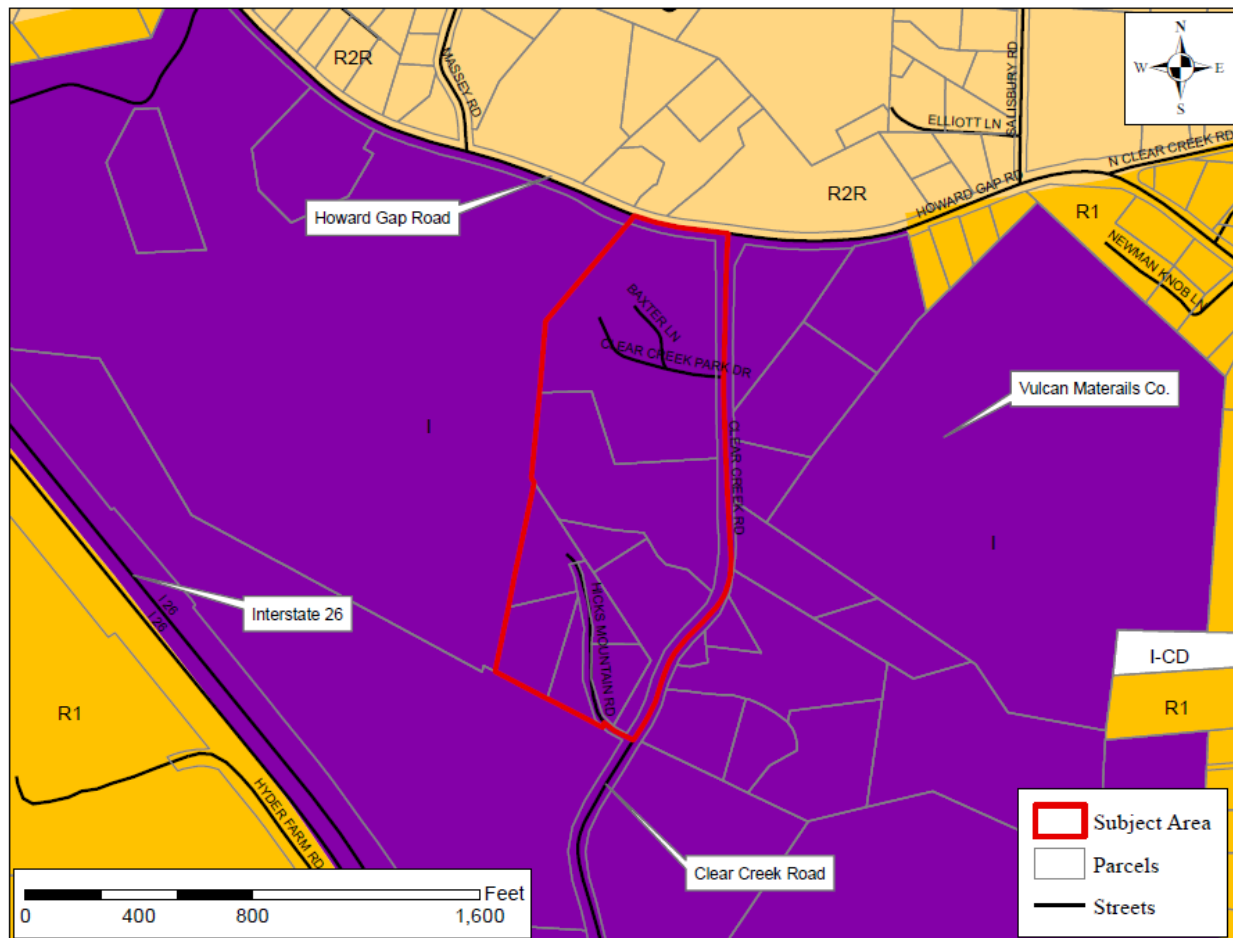 N
W E
S
R2R
MASSEY RD
SALISBURY RD
ELLIOTT LN
N CLEAR CREEK RD
R2R
HOWARD GAP RD
R1
Howard Gap Road
NEWMAN KNOB LN
BAXTER LN
CLEAR CREEK PARK DR
Vulcan Materails Co.
I
CLEAR CREEK RD
I
I 26
I 26
Interstate 26
HICKS MOUNTAIN RD
I-CD
R1
R1
HYDER FARM RD
Clear Creek Road
Subject Area
Parcels
Streets
Feet
0 400 800 1,600